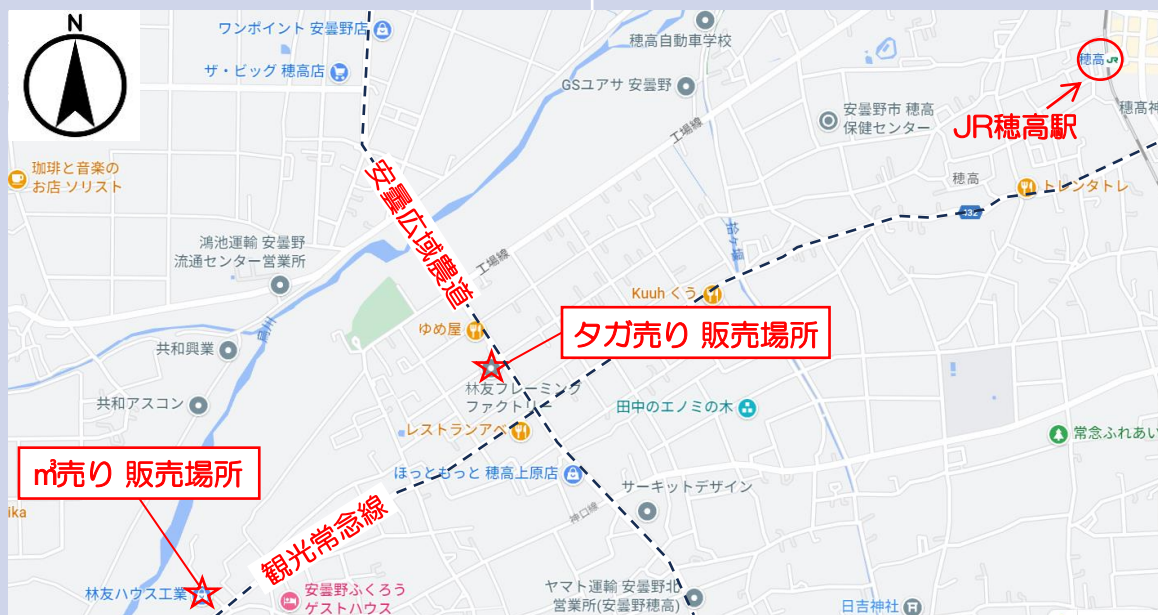 N
ワンポイント 安曇野店
ザ・ビッグ 穂高店
穂高自動車学校
GSユアサ 安曇野
穂高
JR
安曇野市 穂高
保健センター
JR穂高駅
穂高神
工場線
珈琲と音楽の
お店 ソリスト
安曇広域農道
穂高
トレンタトレ
432
拾ケ堰
鴻池運輸 安曇野
流通センター営業所
工場線
Kuuh くう
ゆめ屋
タガ売り 販売場所
共和興業
林友フレーミング
ファクトリー
共和アスコン
田中のエノミの木
レストランアベ
常念ふれあい
㎥売り 販売場所
ほっともっと 穂高上原店
サーキットデザイン
ika
神口線
観光常念線
林友ハウス工業
安曇野ふくろう
ゲストハウス
ヤマト運輸 安曇野北
営業所(安曇野穂高)
日吉神社